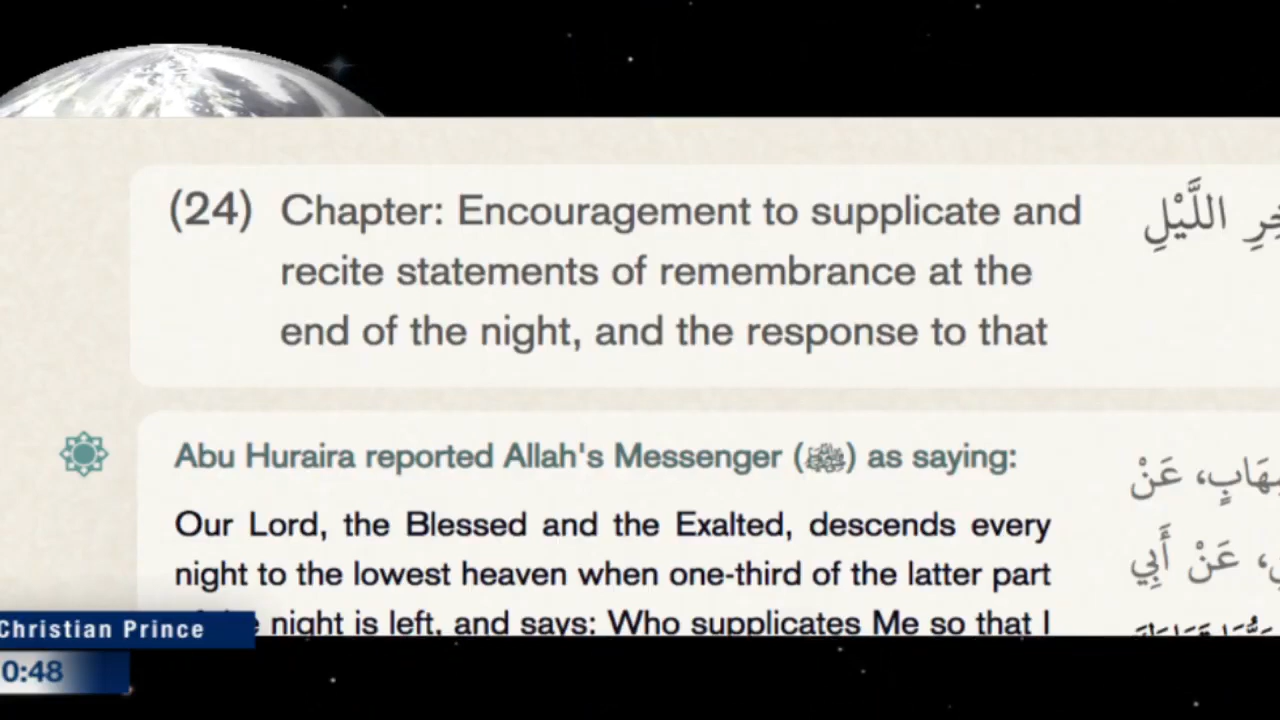 (24) Chapter: Encouragement to supplicate and
recite statements of remembrance at the
end of the night, and the response to that
اللَّيْلِ
Abu Huraira reported Allah's Messenger (ﷺ) as saying:
عَنْ
Our Lord, the Blessed and the Exalted, descends every
night to the lowest heaven when one-third of the latter part
عَنْ أَبِي
night is left, and says: Who supplicates Me so that I
Christian Prince
0:48